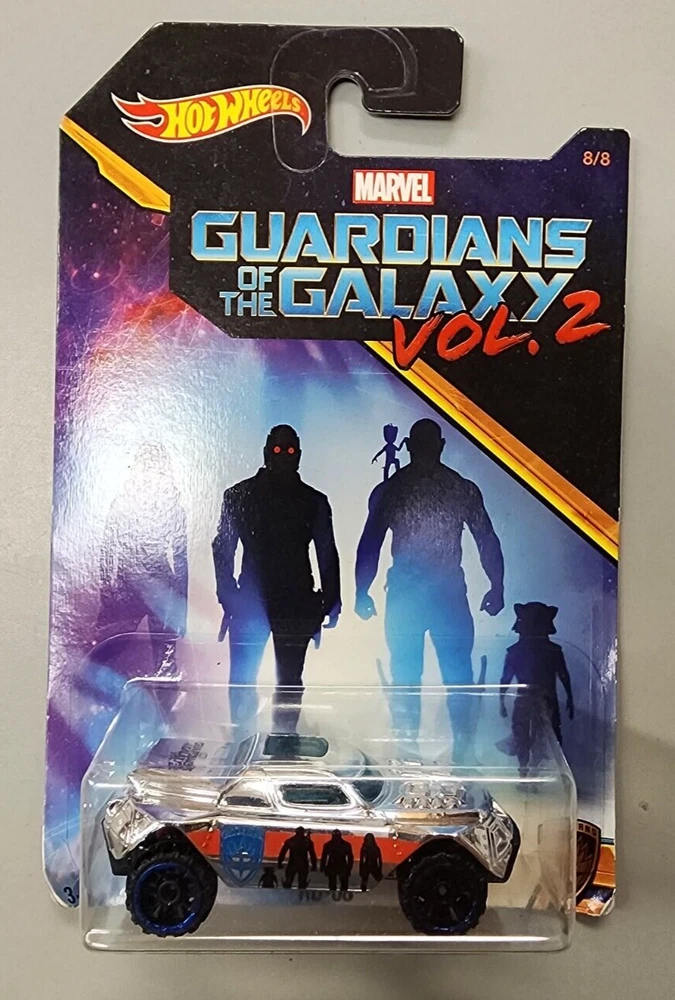 HOT WHEELS
8/8
MARVEL
GUARDIANS
OF THE GALAXY
VOL. 2